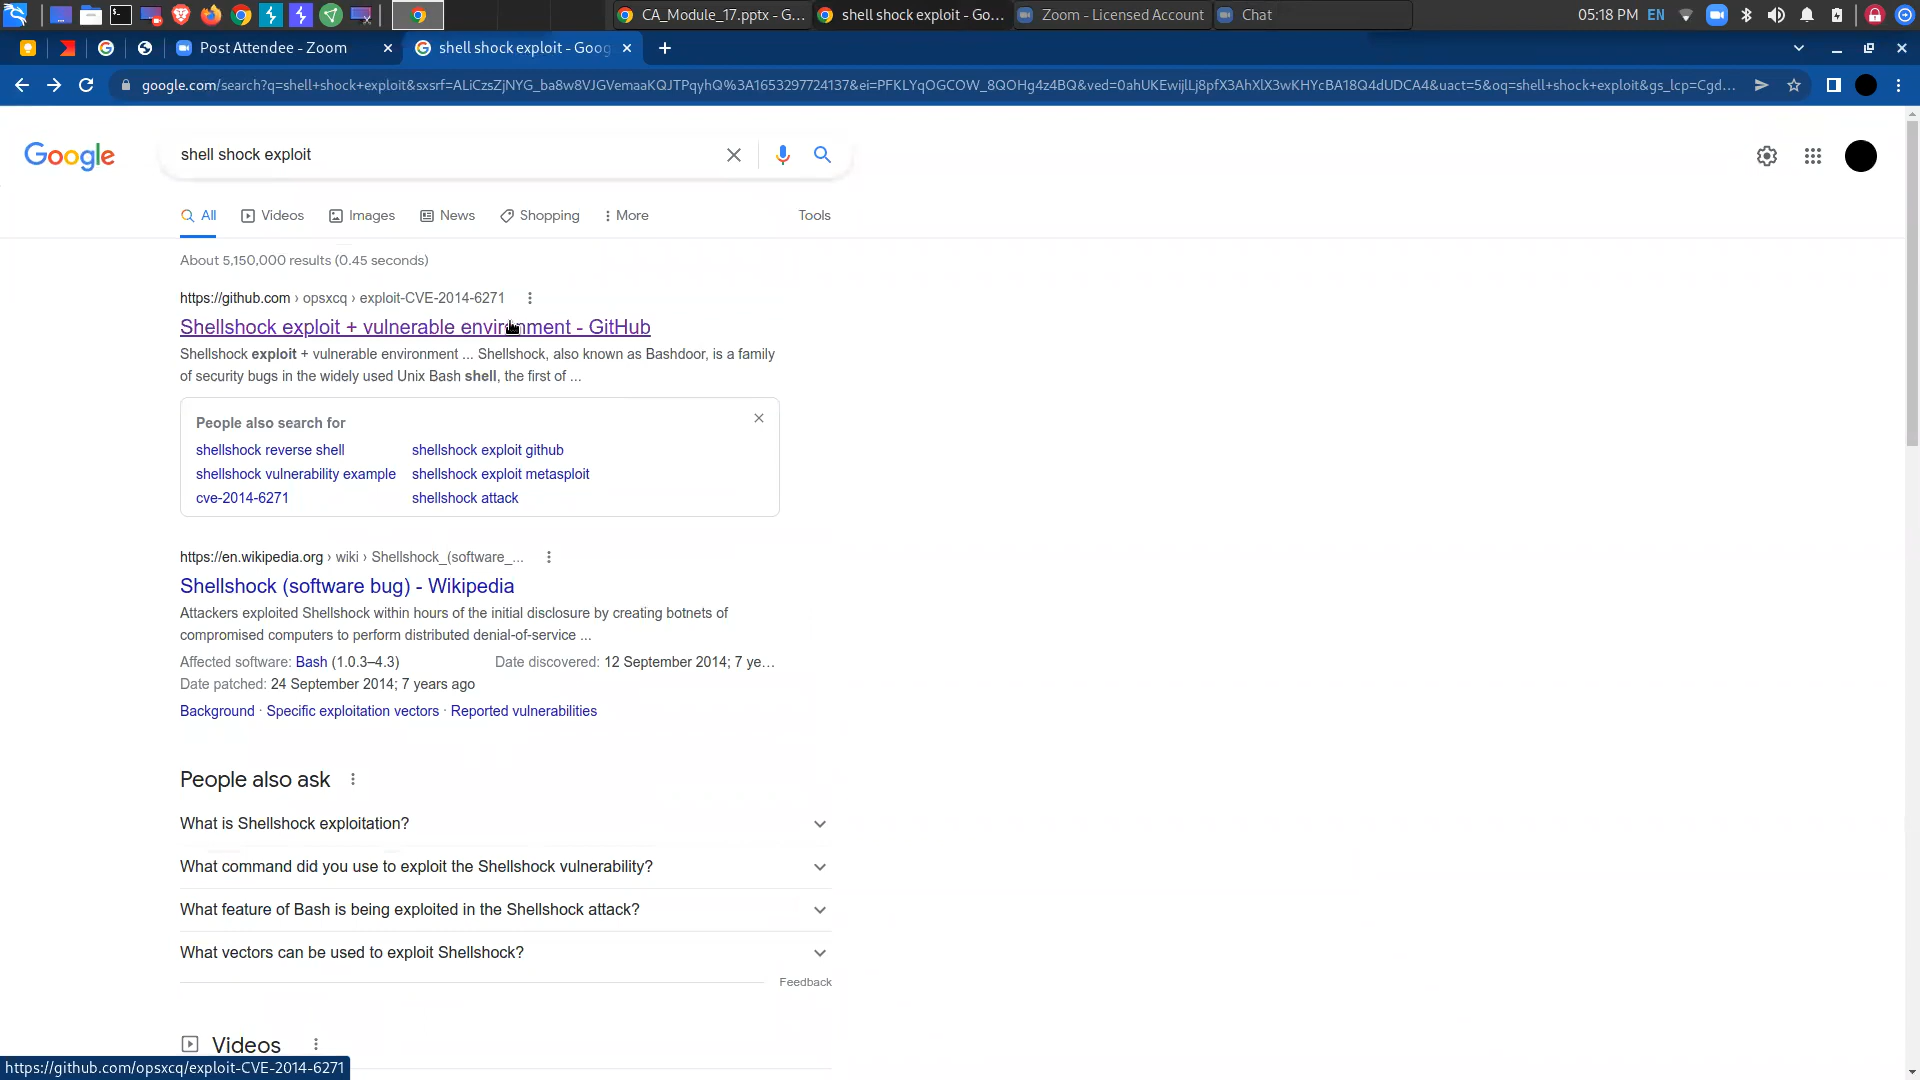 CA_Module_17.pptx - G...
shell shock exploit - Go...
Zoom - Licensed Account
Chat
05:18 PM EN
Post Attendee - Zoom
shell shock exploit - Goog
google.com/search?q=shell+shock+exploit&sxsrf=ALiCzsZjNYG_ba8w8VJGVemaaKQJTPqyhQ%3A1653297724137&ei=PFKLYqOGCOW_8QOHg4z4BQ&ved=0ahUKEwijlLj8pfX3AhXlX3wKHYcBA18Q4dUDCA4&uact=5&oq=shell+shock+exploit&gs_lcp=Cgd...
Google
shell shock exploit
All
Videos
Images
News
Shopping
More
Tools
About 5,150,000 results (0.45 seconds)
https://github.com › opsxcq › exploit-CVE-2014-6271
Shellshock exploit + vulnerable environment - GitHub
Shellshock exploit + vulnerable environment ... Shellshock, also known as Bashdoor, is a family
of security bugs in the widely used Unix Bash shell, the first of ...
People also search for
shellshock reverse shell
shellshock exploit github
shellshock vulnerability example
shellshock exploit metasploit
cve-2014-6271
shellshock attack
https://en.wikipedia.org › wiki › Shellshock_(software_...
Shellshock (software bug) - Wikipedia
Attackers exploited Shellshock within hours of the initial disclosure by creating botnets of
compromised computers to perform distributed denial-of-service ...
Affected software: Bash (1.0.3–4.3)
Date discovered: 12 September 2014; 7 ye...
Date patched: 24 September 2014; 7 years ago
Background · Specific exploitation vectors · Reported vulnerabilities
People also ask
What is Shellshock exploitation?
What command did you use to exploit the Shellshock vulnerability?
What feature of Bash is being exploited in the Shellshock attack?
What vectors can be used to exploit Shellshock?
Feedback
Videos
https://github.com/opsxcq/exploit-CVE-2014-6271